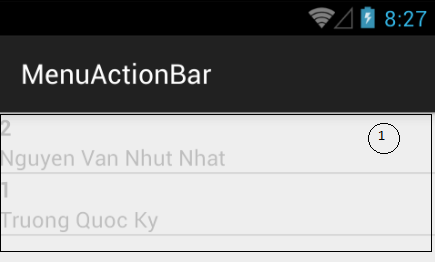 8:27
MenuActionBar
2
1
Nguyen Van Nhut Nhat
1
Truong Quoc Ky